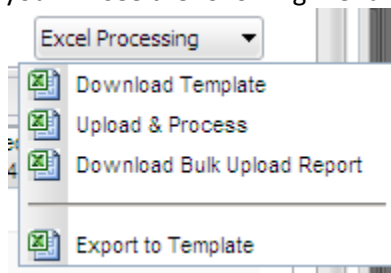 Excel Processing
Download Template
Upload & Process
Download Bulk Upload Report
Export to Template